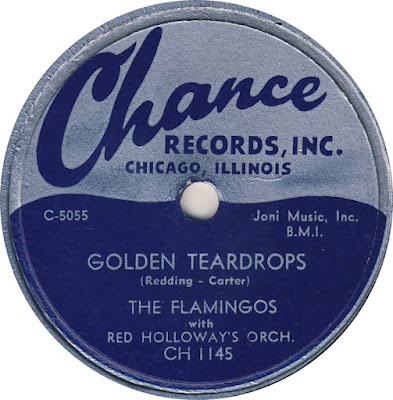 Chance
RECORDS, INC.
CHICAGO, ILLINOIS
C-5055
Joni Music, Inc.
B.M.I.
GOLDEN TEARDROPS
(Redding - Carter)
THE FLAMINGOS
with
RED HOLLOWAY'S ORCH.
CH 1145